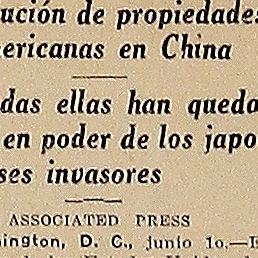 ución de propiedades
ericanas en China
das ellas han queda
en poder de los japo
ses invasores
ASSOCIATED PRESS
ington, D. C., junio 1o.—E